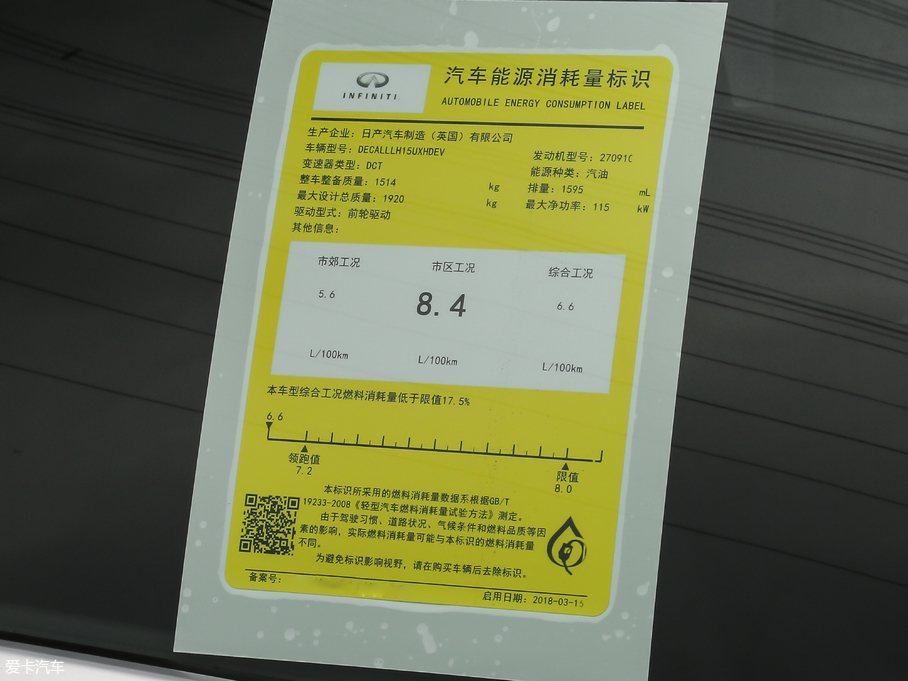 INFINITI
汽车能源消耗量标识
AUTOMOBILE ENERGY CONSUMPTION LABEL
生产企业：日产汽车制造（英国）有限公司
车辆型号：DECALLLH15UXHDEV
发动机型号：270910
变速器类型：DCT
能源种类：汽油
整车整备质量：1514 kg
排量：1595 mL
最大设计总质量：1920 kg
最大净功率：115 kW
驱动型式：前轮驱动
其他信息：
市郊工况 市区工况 综合工况
5.6 8.4 6.6
L/100km L/100km L/100km
本车型综合工况燃料消耗量低于限值17.5%
6.6
领跑值
7.2
限值
8.0
本标识所采用的燃料消耗量数据系根据GB/T
19233-2008《轻型汽车燃料消耗量试验方法》测定。
由于驾驶习惯、道路状况、气候条件和燃料品质等因
素的影响，实际燃料消耗量可能与本标识的燃料消耗量
不同。
为避免标识影响视野，请在购买车辆后去除标识。
备案号：
启用日期：2018-03-15
爱卡汽车